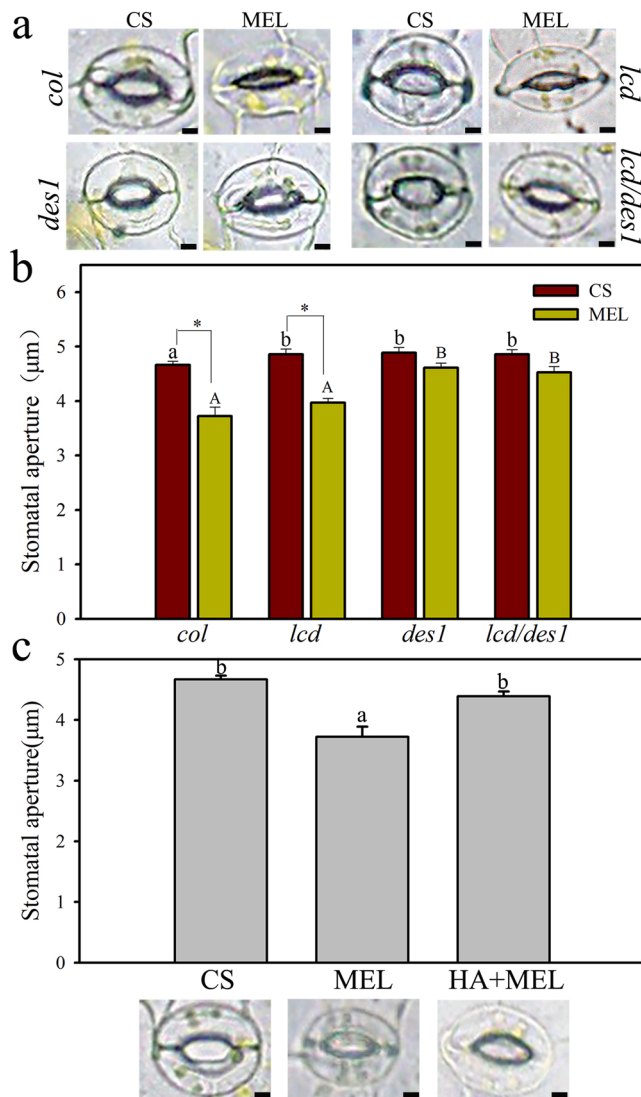 a
CS MEL CS MEL
col
lcd
des1
lcd/des1
b
Stomatal aperture (μm)
6
5
4
3
2
1
0
CS
MEL
a * A b * A b B b B
col lcd des1 lcd/des1
c
Stomatal aperture(μm)
5
4
3
2
1
0
b a b
CS MEL HA+MEL